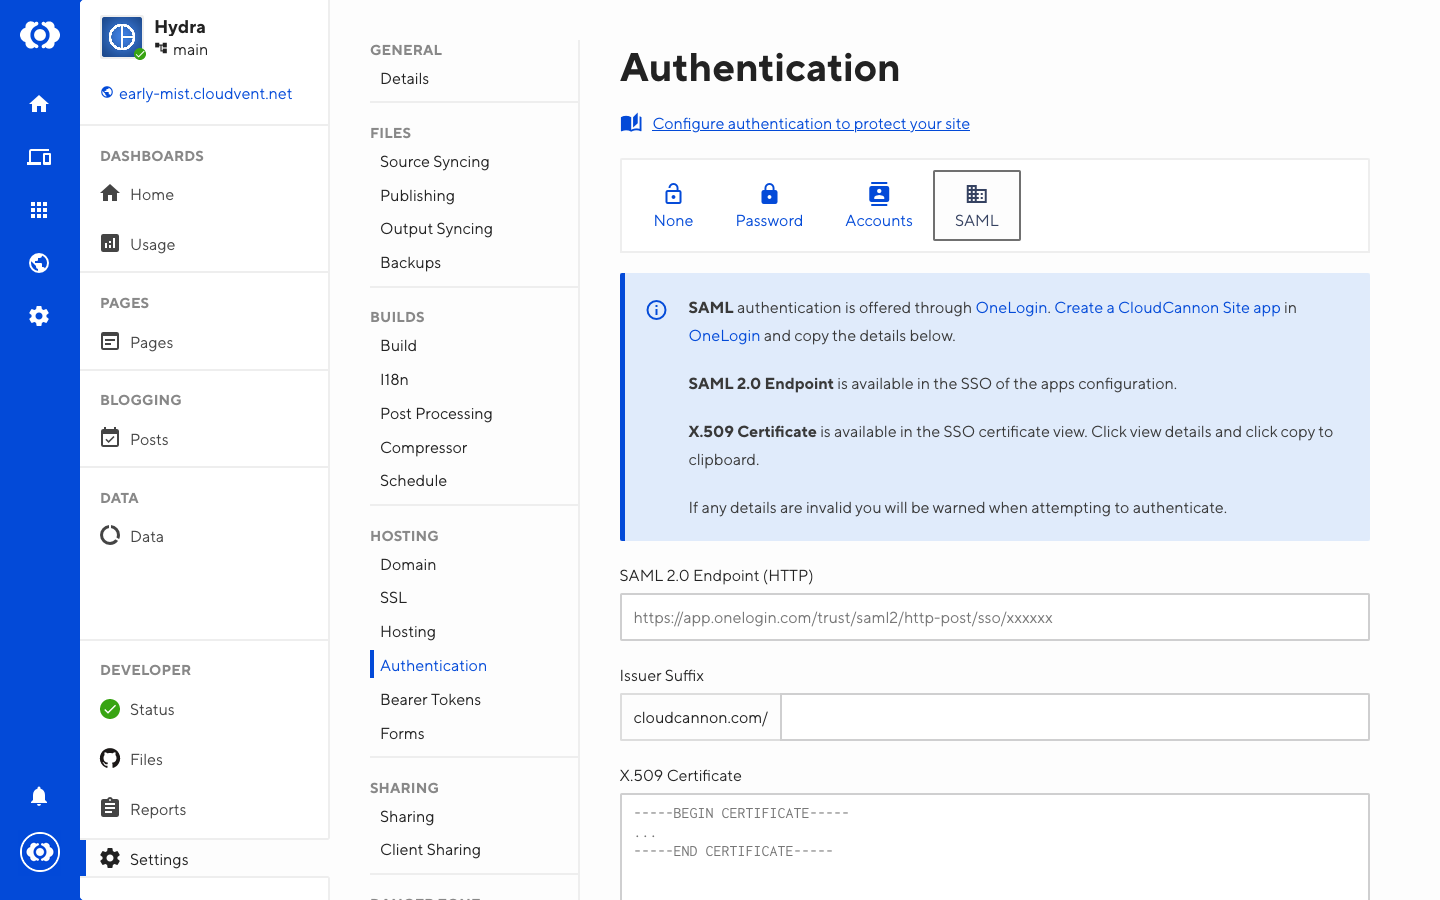 Hydra
main
early-mist.cloudvent.net
DASHBOARDS
Home
Usage
PAGES
Pages
BLOGGING
Posts
DATA
Data
DEVELOPER
Status
Files
Reports
Settings
GENERAL
Details
FILES
Source Syncing
Publishing
Output Syncing
Backups
BUILDS
Build
I18n
Post Processing
Compressor
Schedule
HOSTING
Domain
SSL
Hosting
Authentication
Bearer Tokens
Forms
SHARING
Sharing
Client Sharing
DANGER ZONE
Authentication
Configure authentication to protect your site
None
Password
Accounts
SAML
SAML authentication is offered through OneLogin. Create a CloudCannon Site app in
OneLogin and copy the details below.
SAML 2.0 Endpoint is available in the SSO of the apps configuration.
X.509 Certificate is available in the SSO certificate view. Click view details and click copy to
clipboard.
If any details are invalid you will be warned when attempting to authenticate.
SAML 2.0 Endpoint (HTTP)
https://app.onelogin.com/trust/saml2/http-post/sso/xxxxxx
Issuer Suffix
cloudcannon.com/
X.509 Certificate
-----BEGIN CERTIFICATE-----
...
-----END CERTIFICATE-----